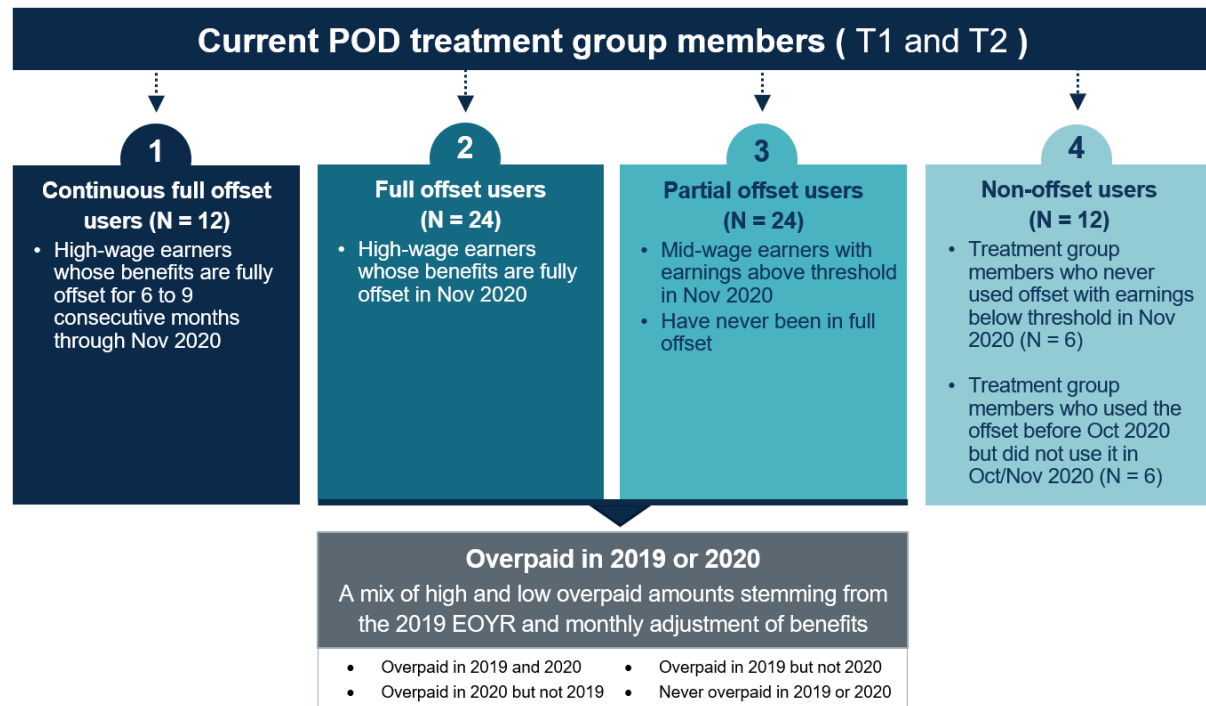 Current POD treatment group members ( T1 and T2 )
1
Continuous full offset
users (N = 12)
• High-wage earners
whose benefits are fully
offset for 6 to 9
consecutive months
through Nov 2020
2
Full offset users
(N = 24)
• High-wage earners
whose benefits are fully
offset in Nov 2020
3
Partial offset users
(N = 24)
• Mid-wage earners with
earnings above threshold
in Nov 2020
• Have never been in full
offset
4
Non-offset users
(N = 12)
• Treatment group
members who never
used offset with earnings
below threshold in Nov
2020 (N = 6)
• Treatment group
members who used the
offset before Oct 2020
but did not use it in
Oct/Nov 2020 (N = 6)
Overpaid in 2019 or 2020
A mix of high and low overpaid amounts stemming from
the 2019 EOYR and monthly adjustment of benefits
• Overpaid in 2019 and 2020
• Overpaid in 2020 but not 2019
• Overpaid in 2019 but not 2020
• Never overpaid in 2019 or 2020